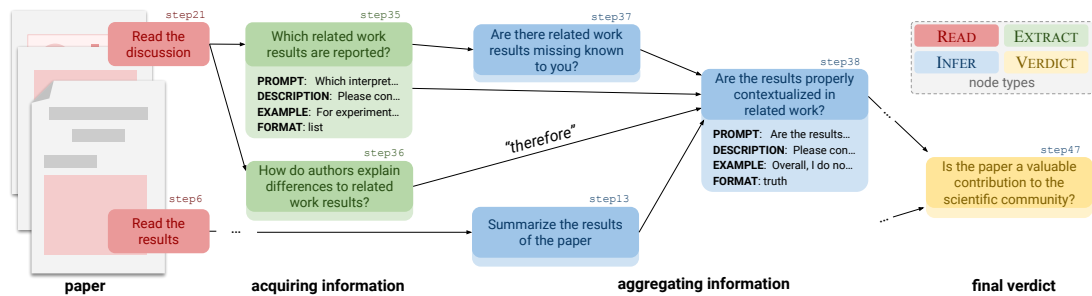 step21
Read the
discussion
step35
Which related work
results are reported?
PROMPT: Which interpret...
DESCRIPTION: Please con...
EXAMPLE: For experiment...
FORMAT: list
step37
Are there related work
results missing known
to you?
step38
Are the results properly
contextualized in
related work?
PROMPT: Are the results...
DESCRIPTION: Please con...
EXAMPLE: Overall, I do no...
FORMAT: truth
READ
EXTRACT
INFER
VERDICT
node types
...
"therefore"
step36
How do authors explain
differences to related
work results?
step47
Is the paper a valuable
contribution to the
scientific community?
step6
Read the
results
...
step13
Summarize the results
of the paper
...
paper
acquiring information
aggregating information
final verdict